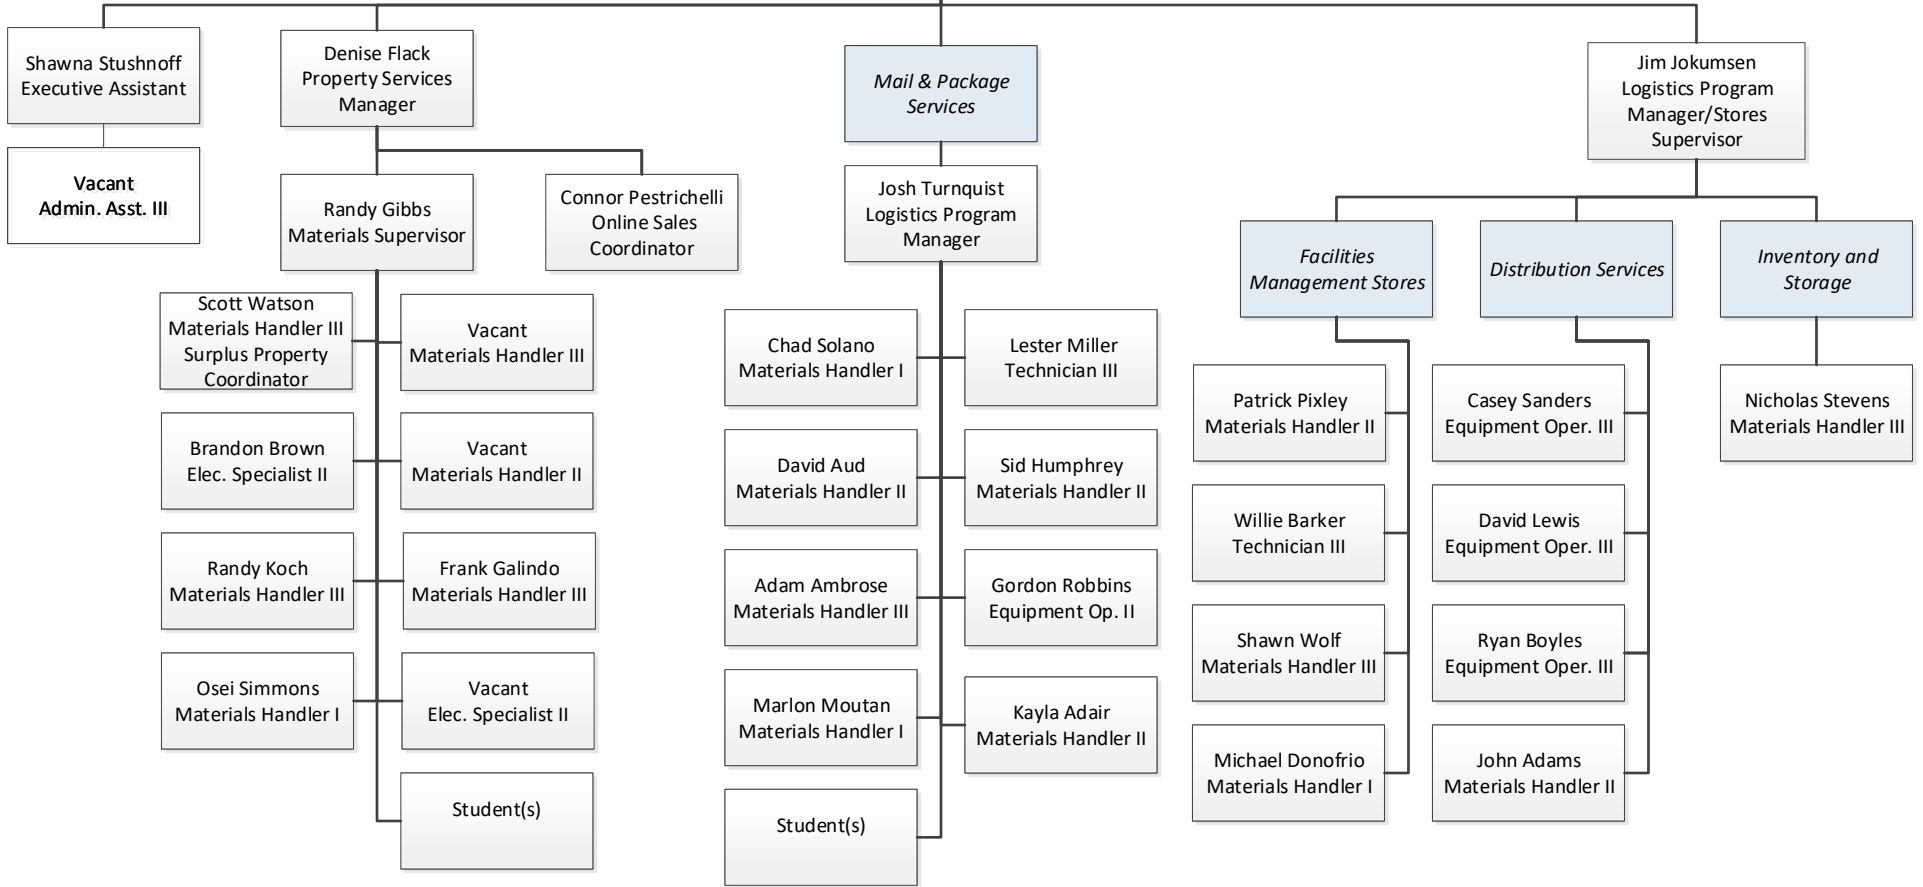 Shawna Stushnoff
Executive Assistant
Vacant
Admin. Asst. III
Denise Flack
Property Services
Manager
Randy Gibbs
Materials Supervisor
Connor Pestrichelli
Online Sales
Coordinator
Scott Watson
Materials Handler III
Surplus Property
Coordinator
Vacant
Materials Handler III
Brandon Brown
Elec. Specialist II
Vacant
Materials Handler II
Randy Koch
Materials Handler III
Frank Galindo
Materials Handler III
Osei Simmons
Materials Handler I
Vacant
Elec. Specialist II
Student(s)
Mail & Package
Services
Josh Turnquist
Logistics Program
Manager
Chad Solano
Materials Handler I
Lester Miller
Technician III
David Aud
Materials Handler II
Sid Humphrey
Materials Handler II
Adam Ambrose
Materials Handler III
Gordon Robbins
Equipment Op. II
Marlon Moutan
Materials Handler I
Kayla Adair
Materials Handler II
Student(s)
Jim Jokumsen
Logistics Program
Manager/Stores
Supervisor
Facilities
Management Stores
Patrick Pixley
Materials Handler II
Willie Barker
Technician III
Shawn Wolf
Materials Handler III
Michael Donofrio
Materials Handler I
Distribution Services
Casey Sanders
Equipment Oper. III
David Lewis
Equipment Oper. III
Ryan Boyles
Equipment Oper. III
John Adams
Materials Handler II
Inventory and
Storage
Nicholas Stevens
Materials Handler III